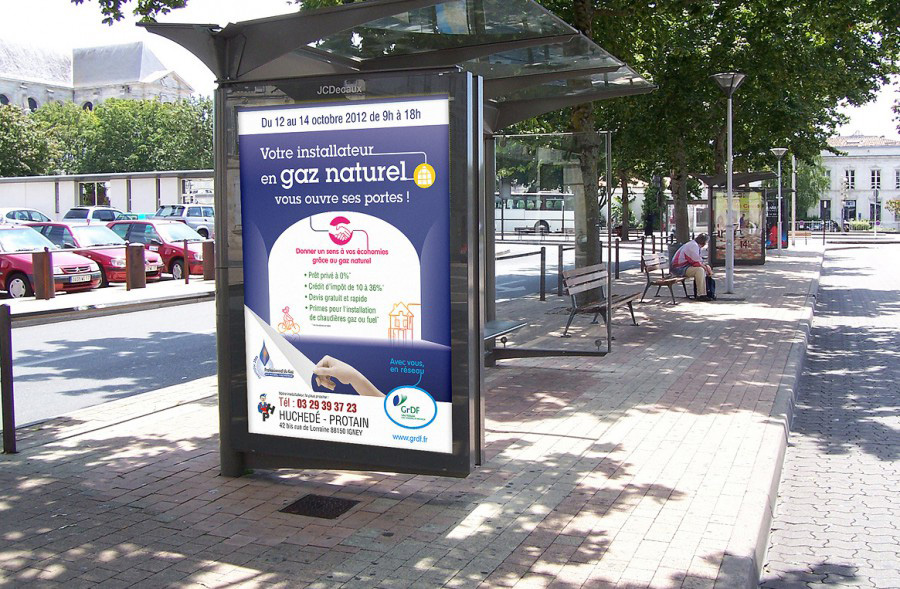 JCDecaux
Du 12 au 14 octobre 2012 de 9h à 18h
Votre installateur
en gaz naturel
vous ouvre ses portes !
Donner un sens à vos économies
grâce au gaz naturel
• Prêt privé à 0%*
• Crédit d'impôt de 10 à 36%*
• Devis gratuit et rapide
• Primes pour l'installation
de chaudières gaz ou fuel*
Professionnel du Gaz
Avec vous,
en réseau
Tél : 03 29 39 37 23
HUCHEDÉ - PROTAIN
42 bis rue de Lorraine 88150 IGNEY
GrDF
www.grdf.fr